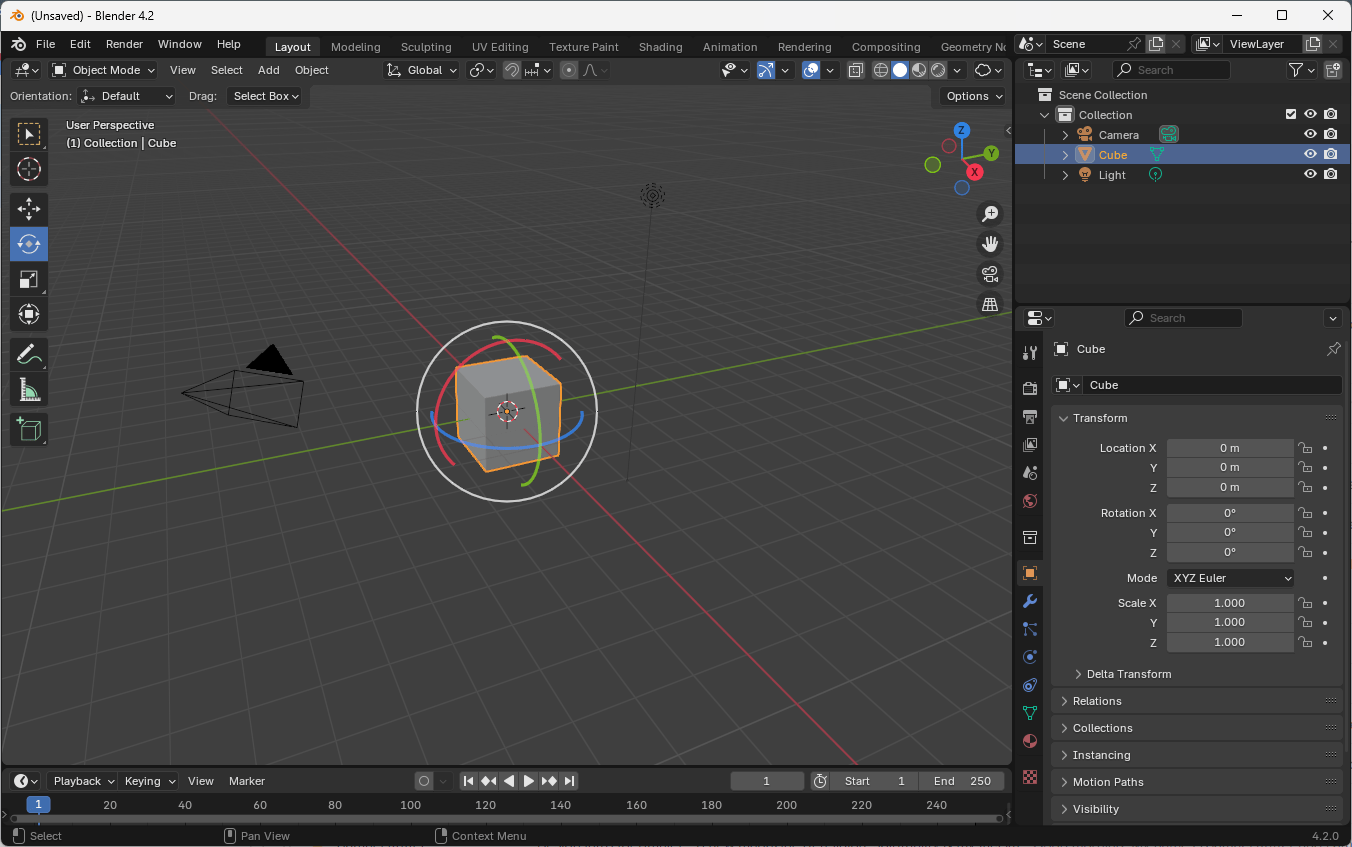 (Unsaved) - Blender 4.2
File Edit Render Window Help Layout Modeling Sculpting UV Editing Texture Paint Shading Animation Rendering Compositing Geometry No Scene ViewLayer
Object Mode View Select Add Object Global Search
Orientation: Default Drag: Select Box Options
User Perspective
(1) Collection | Cube
Z
Y
X
Scene Collection
Collection
Camera
Cube
Light
Search
Cube
Cube
Transform
Location X 0 m
Y 0 m
Z 0 m
Rotation X 0°
Y 0°
Z 0°
Mode XYZ Euler
Scale X 1.000
Y 1.000
Z 1.000
Delta Transform
Relations
Collections
Instancing
Motion Paths
Visibility
Playback Keying View Marker 1 Start 1 End 250
1 20 40 60 80 100 120 140 160 180 200 220 240
Select Pan View Context Menu 4.2.0